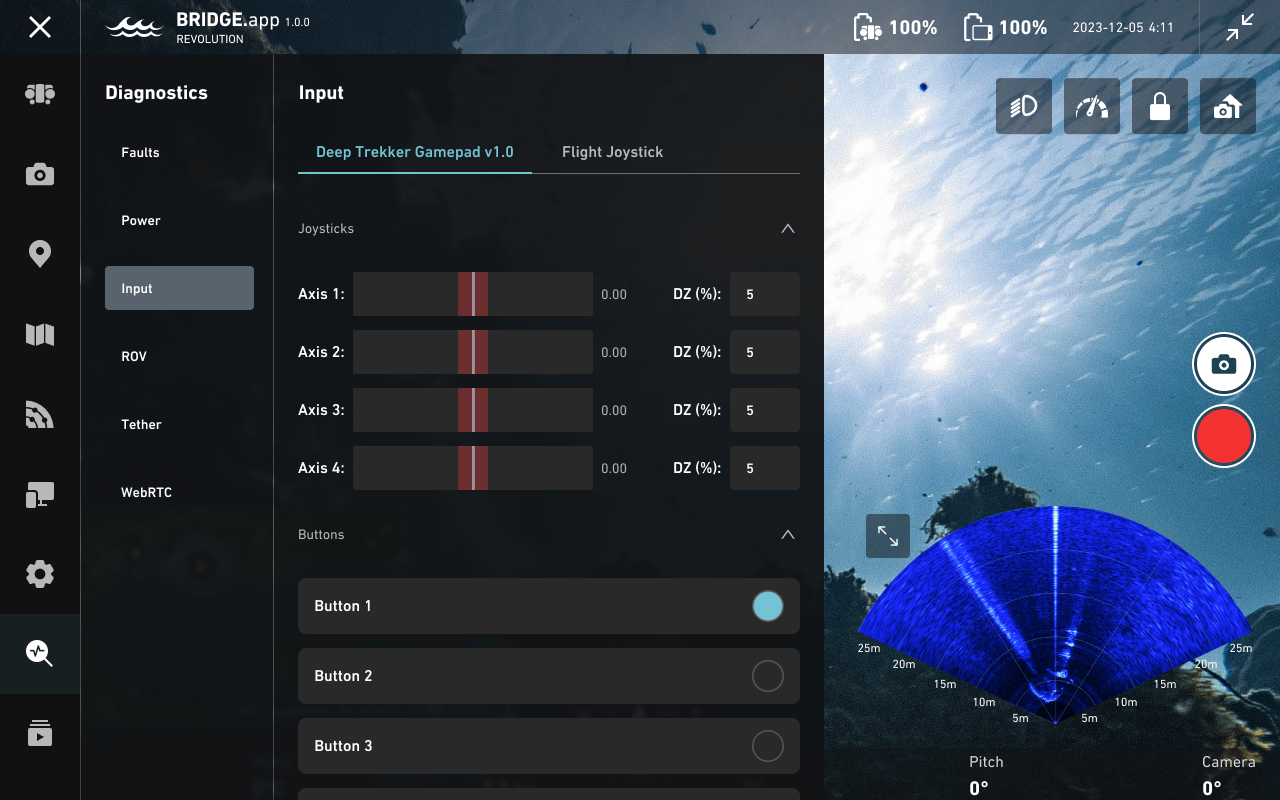 BRIDGE.app 1.0.0
REVOLUTION
100%
100%
2023-12-05 4:11
Diagnostics
Faults
Power
Input
ROV
Tether
WebRTC
Input
Deep Trekker Gamepad v1.0
Flight Joystick
Joysticks
Axis 1: 0.00 DZ (%): 5
Axis 2: 0.00 DZ (%): 5
Axis 3: 0.00 DZ (%): 5
Axis 4: 0.00 DZ (%): 5
Buttons
Button 1
Button 2
Button 3
25m 25m
20m 20m
15m 15m
10m 10m
5m 5m
Pitch
0°
Camera
0°